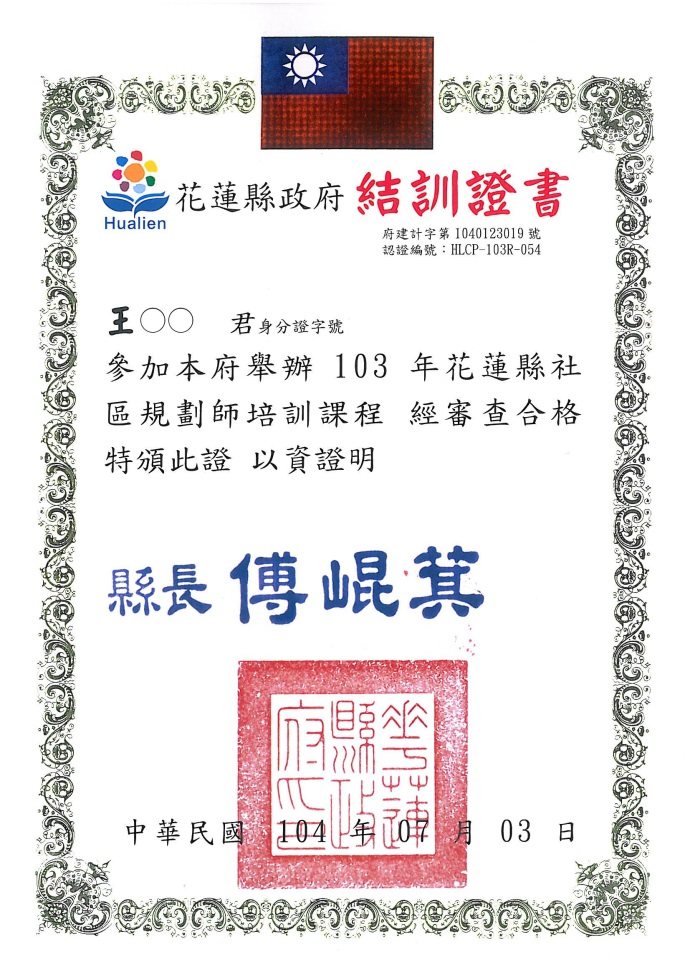 Hualien
花蓮縣政府 結訓證書
府建計字第 1040123019 號
認證編號：HLCP-103R-054
王○○ 君身分證字號
參加本府舉辦 103 年花蓮縣社
區規劃師培訓課程 經審查合格
特頒此證 以資證明
縣長 傅崐萁
花蓮縣政府印
中華民國 104 年 07 月 03 日